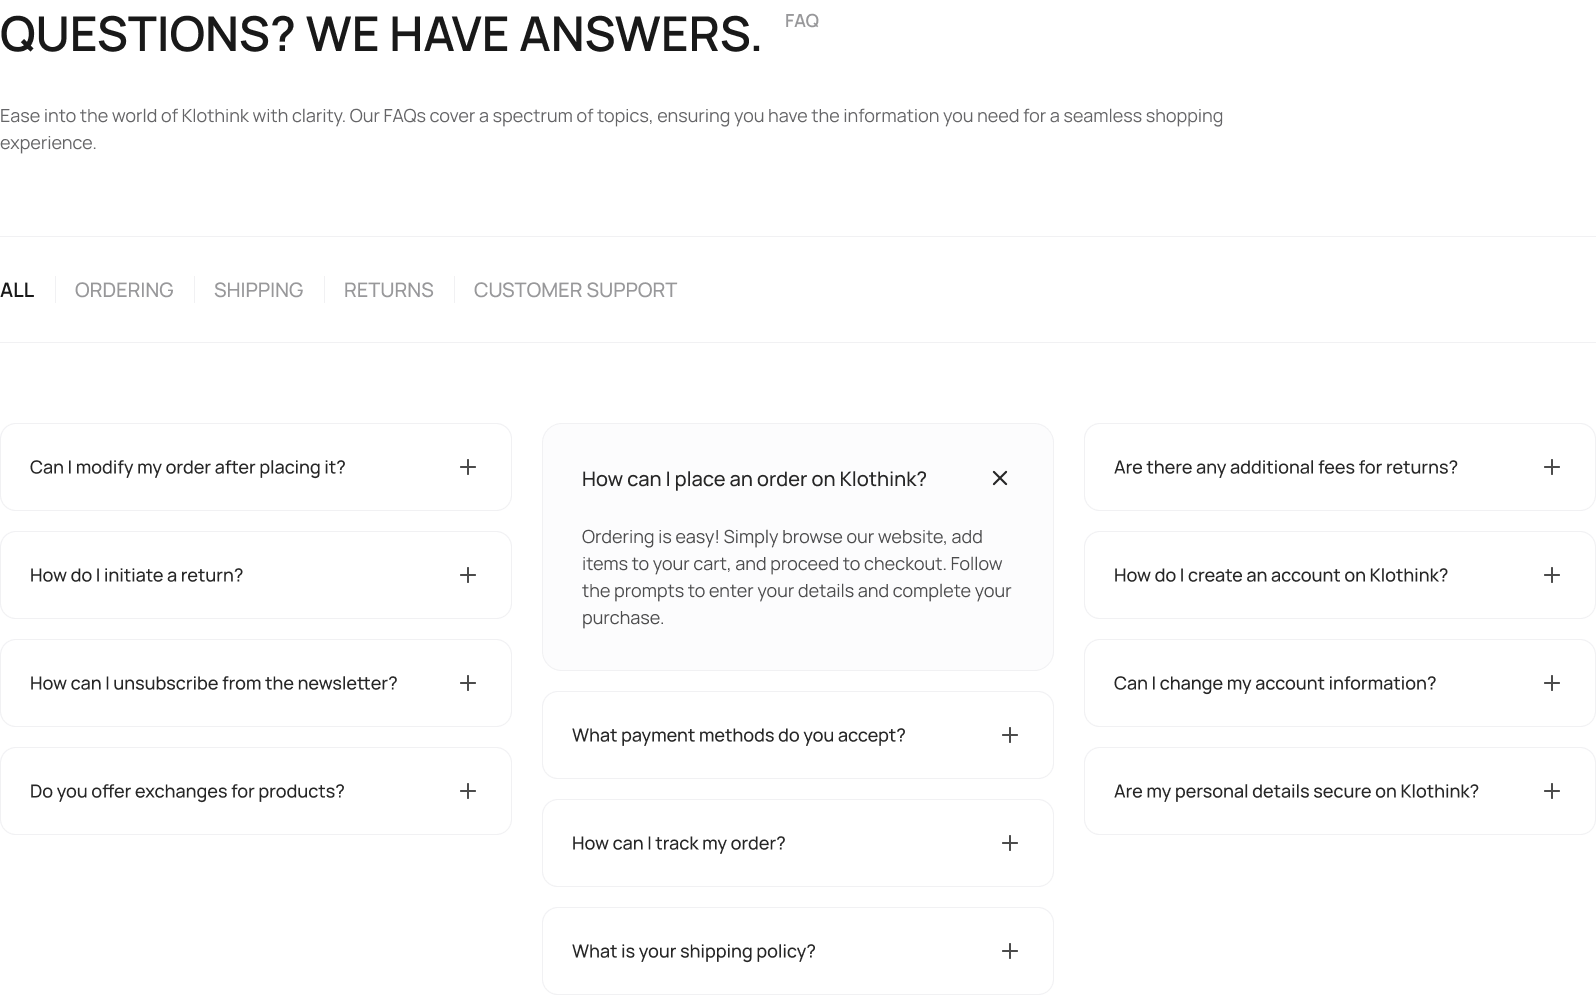 QUESTIONS? WE HAVE ANSWERS.
FAQ
Ease into the world of Klothink with clarity. Our FAQs cover a spectrum of topics, ensuring you have the information you need for a seamless shopping
experience.
ALL
ORDERING
SHIPPING
RETURNS
CUSTOMER SUPPORT
Can I modify my order after placing it?
How do I initiate a return?
How can I unsubscribe from the newsletter?
Do you offer exchanges for products?
How can I place an order on Klothink?
Ordering is easy! Simply browse our website, add
items to your cart, and proceed to checkout. Follow
the prompts to enter your details and complete your
purchase.
What payment methods do you accept?
How can I track my order?
What is your shipping policy?
Are there any additional fees for returns?
How do I create an account on Klothink?
Can I change my account information?
Are my personal details secure on Klothink?